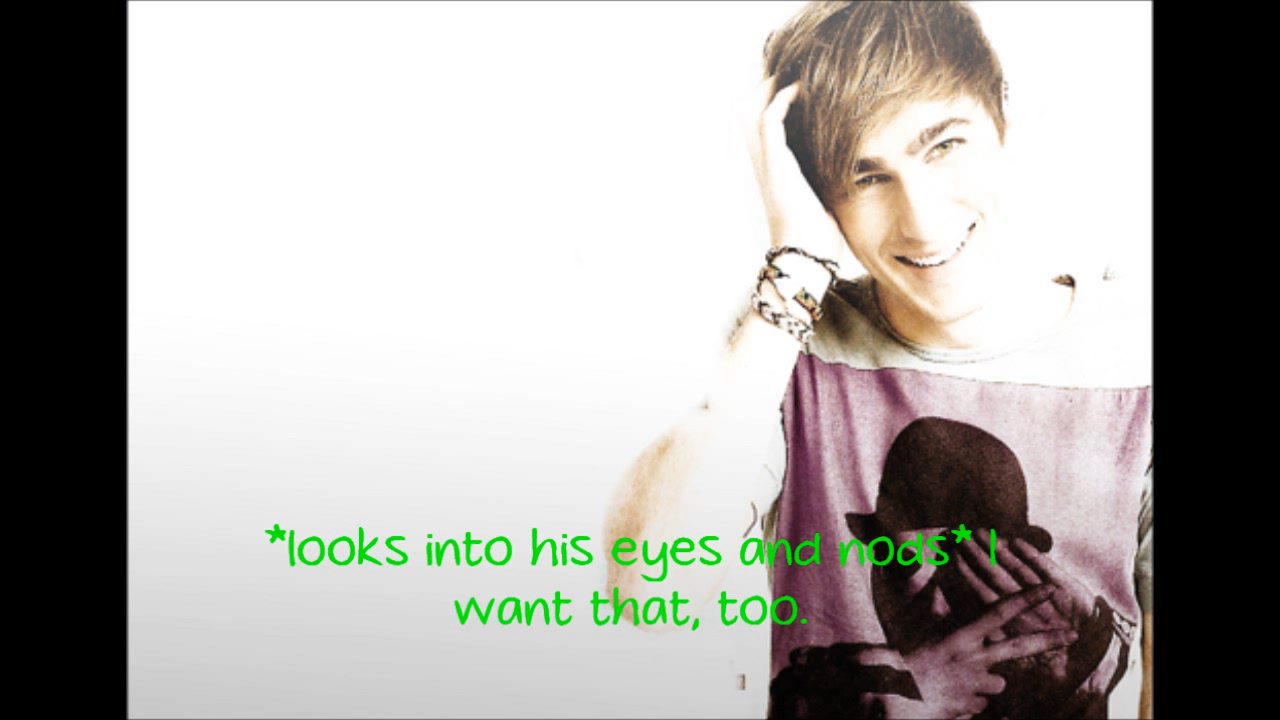 *looks into his eyes and nods* I
want that, too.